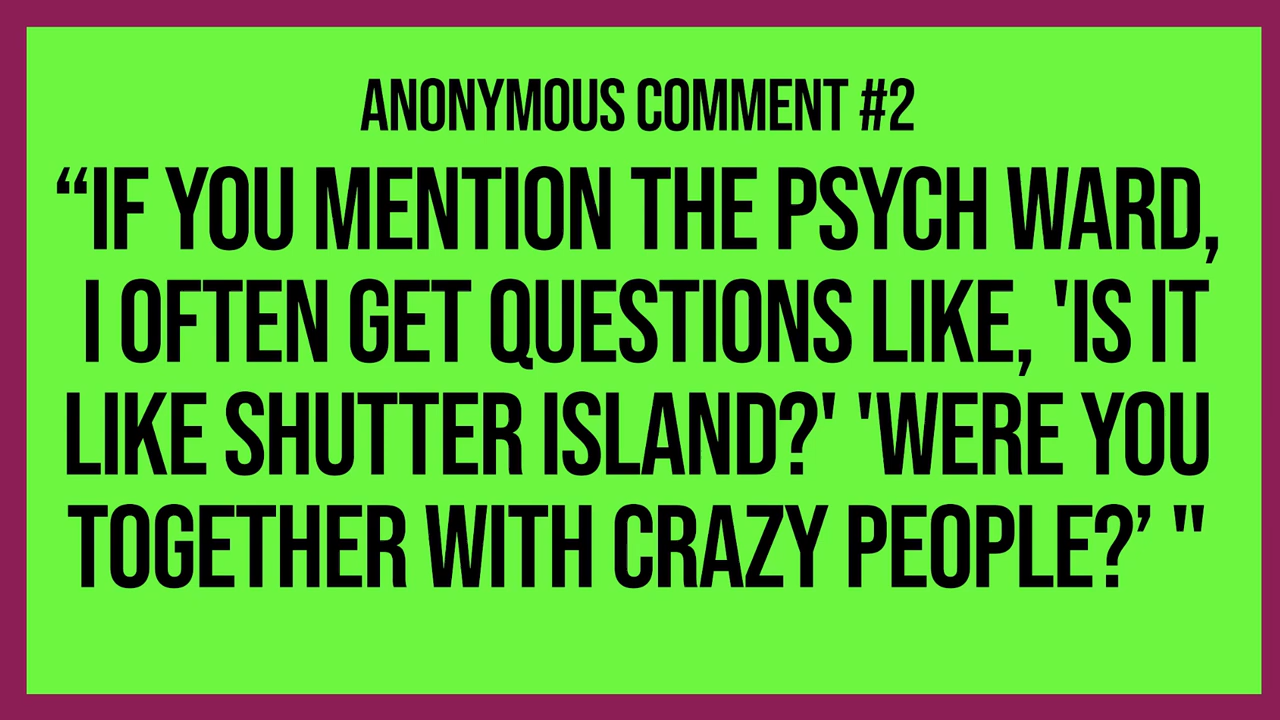 ANONYMOUS COMMENT #2
“IF YOU MENTION THE PSYCH WARD,
I OFTEN GET QUESTIONS LIKE, 'IS IT
LIKE SHUTTER ISLAND?' 'WERE YOU
TOGETHER WITH CRAZY PEOPLE?’ "